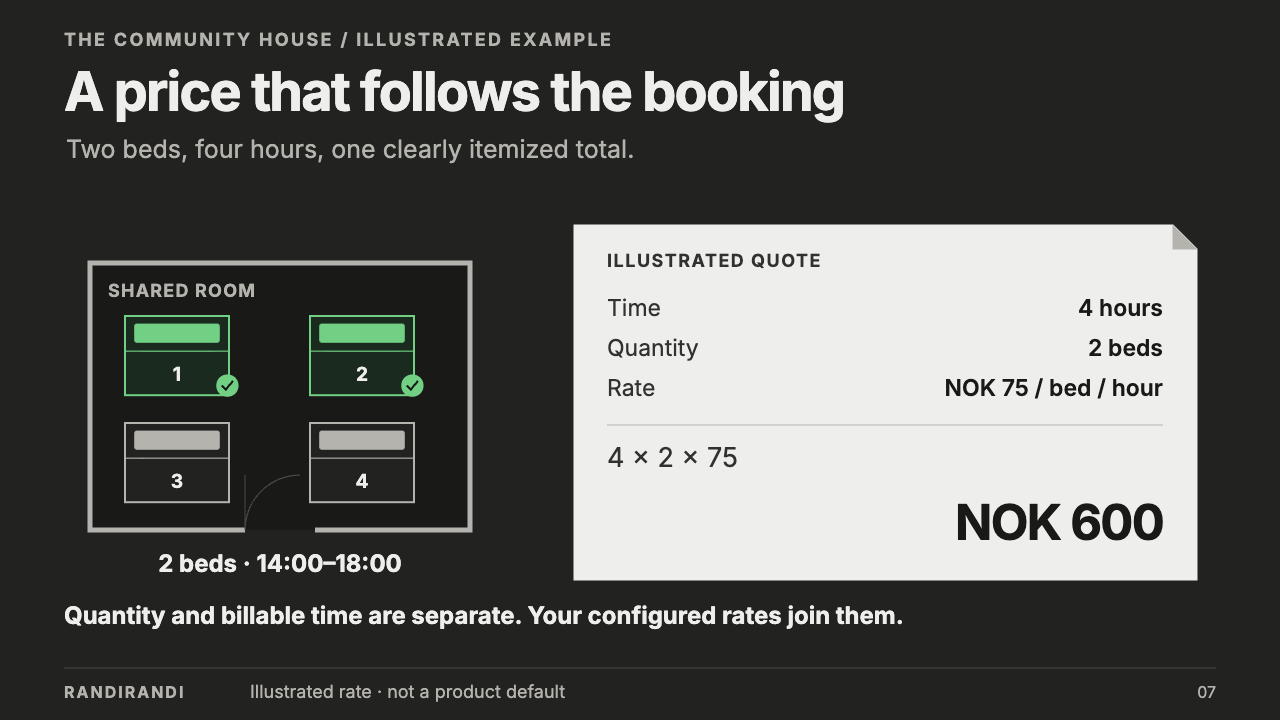 THE COMMUNITY HOUSE / ILLUSTRATED EXAMPLE
A price that follows the booking
Two beds, four hours, one clearly itemized total.
SHARED ROOM
1
2
3
4
2 beds · 14:00–18:00
ILLUSTRATED QUOTE
Time 4 hours
Quantity 2 beds
Rate NOK 75 / bed / hour
4 × 2 × 75
NOK 600
Quantity and billable time are separate. Your configured rates join them.
RANDIRANDI Illustrated rate · not a product default 07